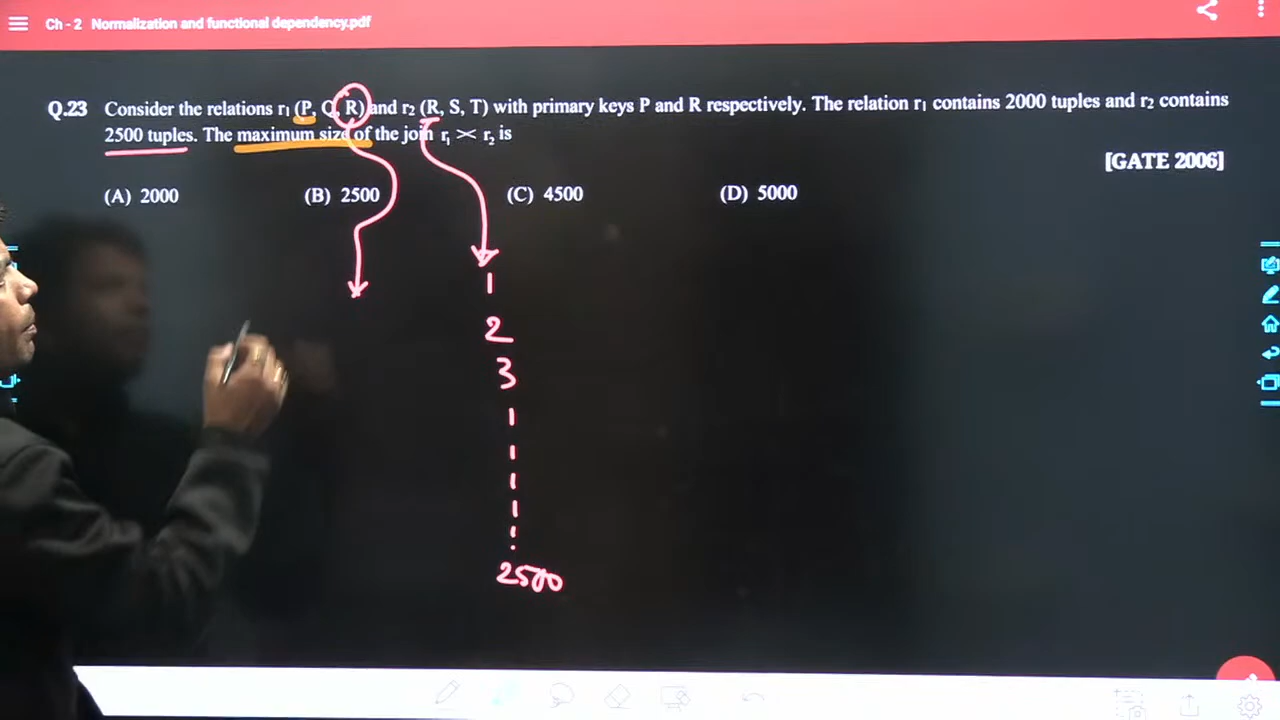 Ch - 2 Normalization and functional dependency.pdf
Q.23 Consider the relations r1 (P, Q, R) and r2 (R, S, T) with primary keys P and R respectively. The relation r1 contains 2000 tuples and r2 contains
2500 tuples. The maximum size of the join r1 ⋈ r2 is
[GATE 2006]
(A) 2000 (B) 2500 (C) 4500 (D) 5000
1
2
3
2500